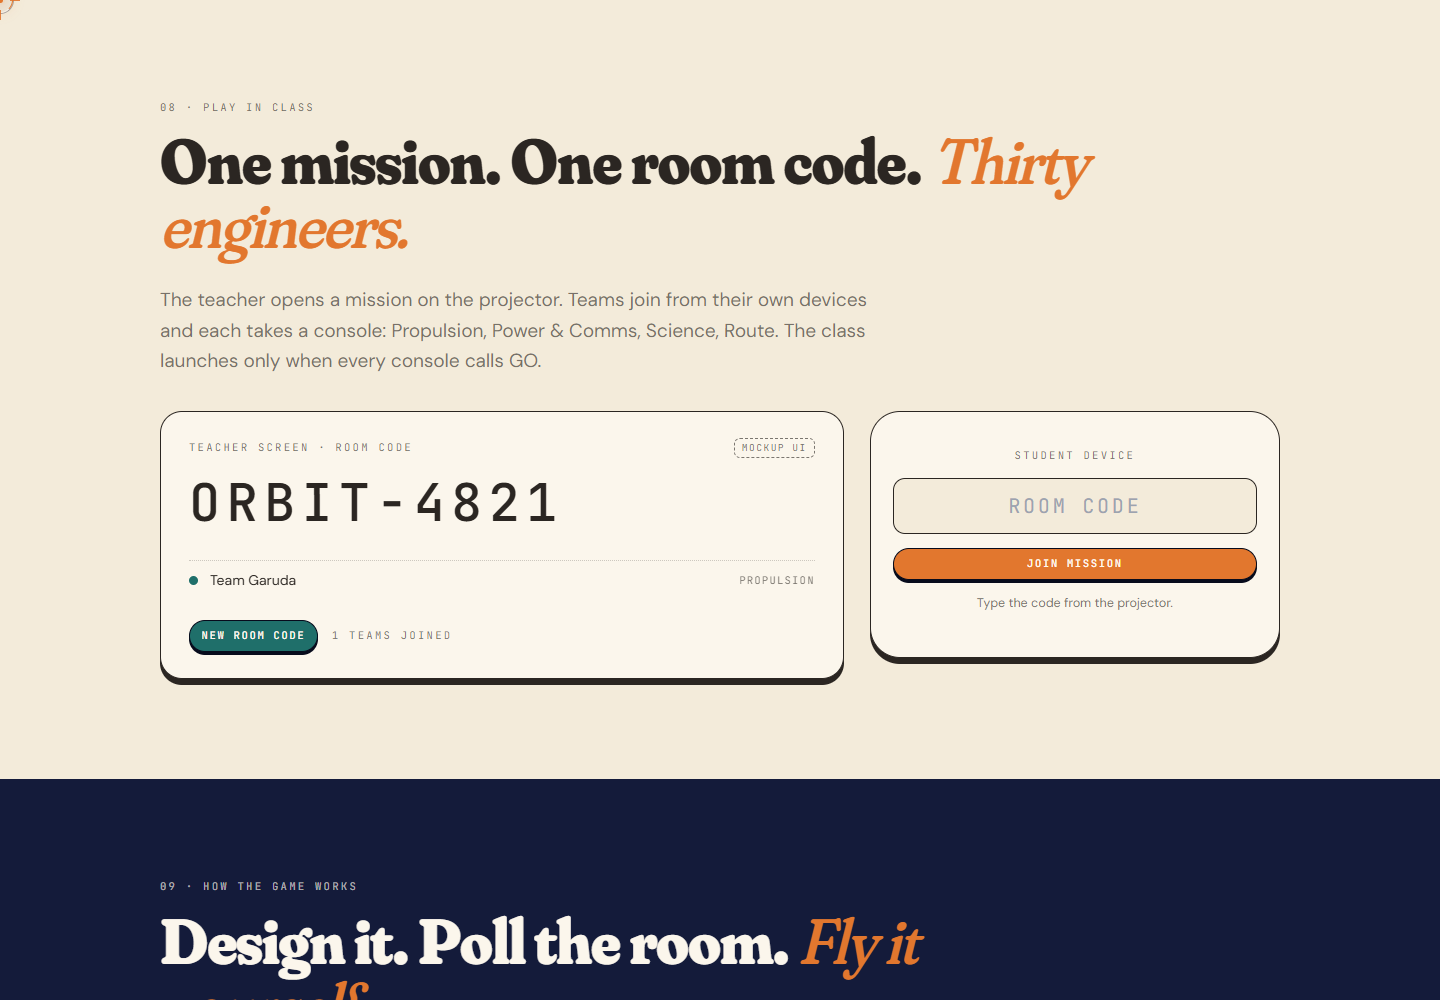 08 · PLAY IN CLASS
One mission. One room code. Thirty
engineers.
The teacher opens a mission on the projector. Teams join from their own devices
and each takes a console: Propulsion, Power & Comms, Science, Route. The class
launches only when every console calls GO.
TEACHER SCREEN · ROOM CODE
MOCKUP UI
ORBIT-4821
Team Garuda
PROPULSION
NEW ROOM CODE
1 TEAMS JOINED
STUDENT DEVICE
ROOM CODE
JOIN MISSION
Type the code from the projector.
09 · HOW THE GAME WORKS
Design it. Poll the room. Fly it